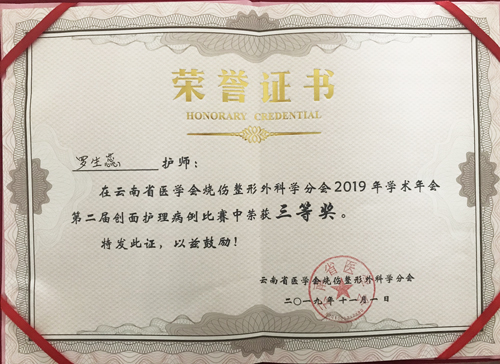 荣誉证书
HONORARY CREDENTIAL
罗生蕊 护师：
在云南省医学会烧伤整形外科学分会2019年学术年会
第二届创面护理病例比赛中荣获三等奖。
特发此证，以兹鼓励！
云南省医学会烧伤整形外科学分会
二〇一九年十一月一日